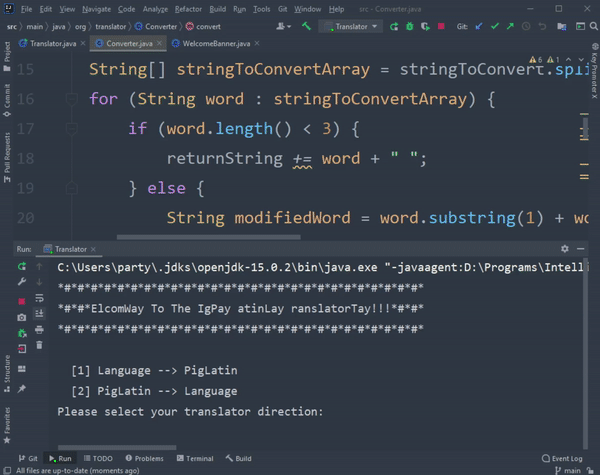 File Edit View Navigate Code Analyze Refactor Build Run Tools Git Window Help src - Converter.java
src main java org translator Converter convert Translator Git:
Translator.java Converter.java WelcomeBanner.java
Project
Commit
Pull Requests
Key Promoter X
6 1
15 String[] stringToConvertArray = stringToConvert.spli
16 for (String word : stringToConvertArray) {
17 if (word.length() < 3) {
18 returnString += word + " ";
19 } else {
20 String modifiedWord = word.substring(1) + wo
Run: Translator
C:\Users\party\.jdks\openjdk-15.0.2\bin\java.exe "-javaagent:D:\Programs\Intelli
*#*#*#*#*#*#*#*#*#*#*#*#*#*#*#*#*#*#*#*#*#*#*#*#*#*#*#*#*#*
*#*#*ElcomWay To The IgPay atinLay ranslatorTay!!!*#*#*
*#*#*#*#*#*#*#*#*#*#*#*#*#*#*#*#*#*#*#*#*#*#*#*#*#*#*#*#*#*
[1] Language --> PigLatin
[2] PigLatin --> Language
Please select your translator direction:
Structure
Favorites
Git Run TODO Problems Terminal Build Event Log
All files are up-to-date (moments ago) main